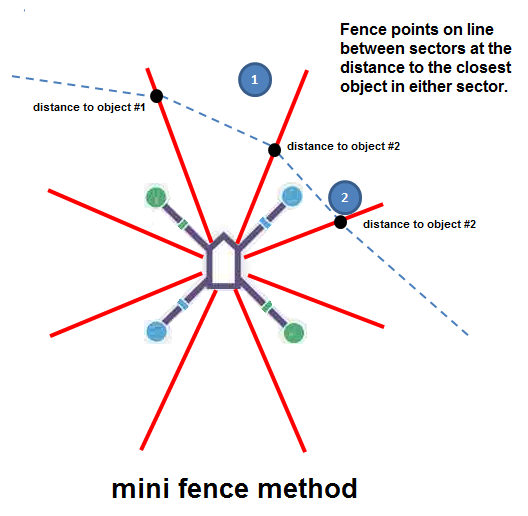 Fence points on line
between sectors at the
distance to the closest
object in either sector.
1
distance to object #1
distance to object #2
2
distance to object #2
mini fence method